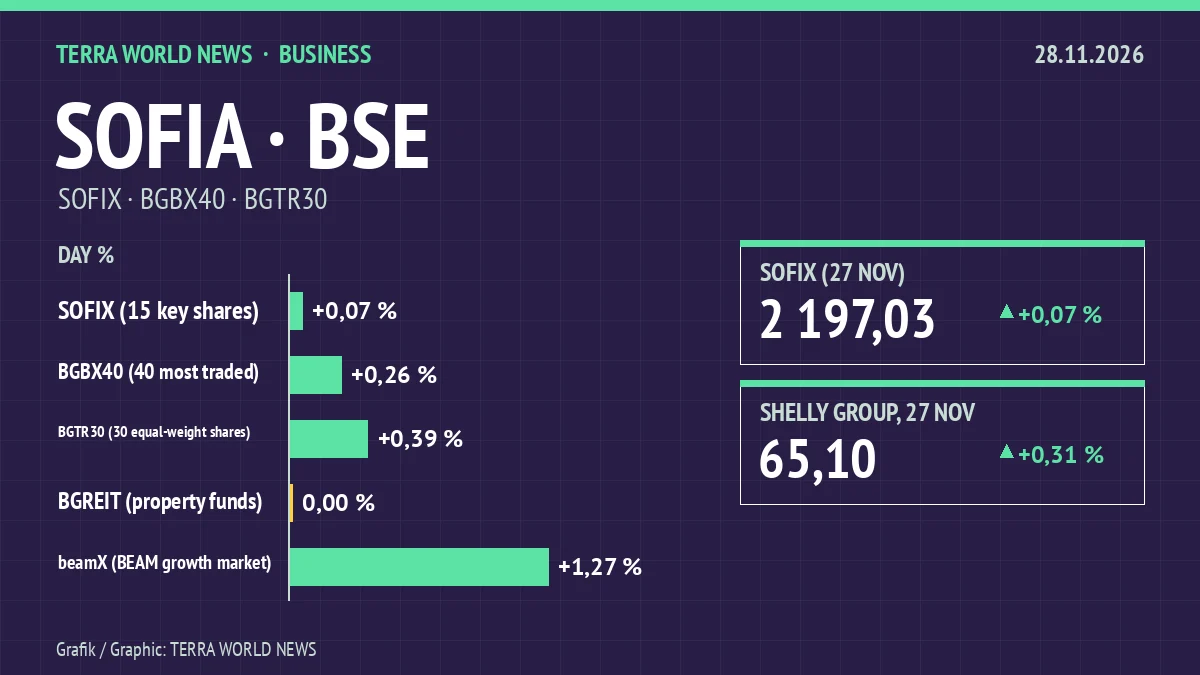 TERRA WORLD NEWS · BUSINESS
28.11.2026
SOFIA · BSE
SOFIX · BGBX40 · BGTR30
DAY %
SOFIX (15 key shares) +0,07 %
BGBX40 (40 most traded) +0,26 %
BGTR30 (30 equal-weight shares) +0,39 %
BGREIT (property funds) 0,00 %
beamX (BEAM growth market) +1,27 %
SOFIX (27 NOV)
2 197,03 ▲+0,07 %
SHELLY GROUP, 27 NOV
65,10 ▲+0,31 %
Grafik / Graphic: TERRA WORLD NEWS